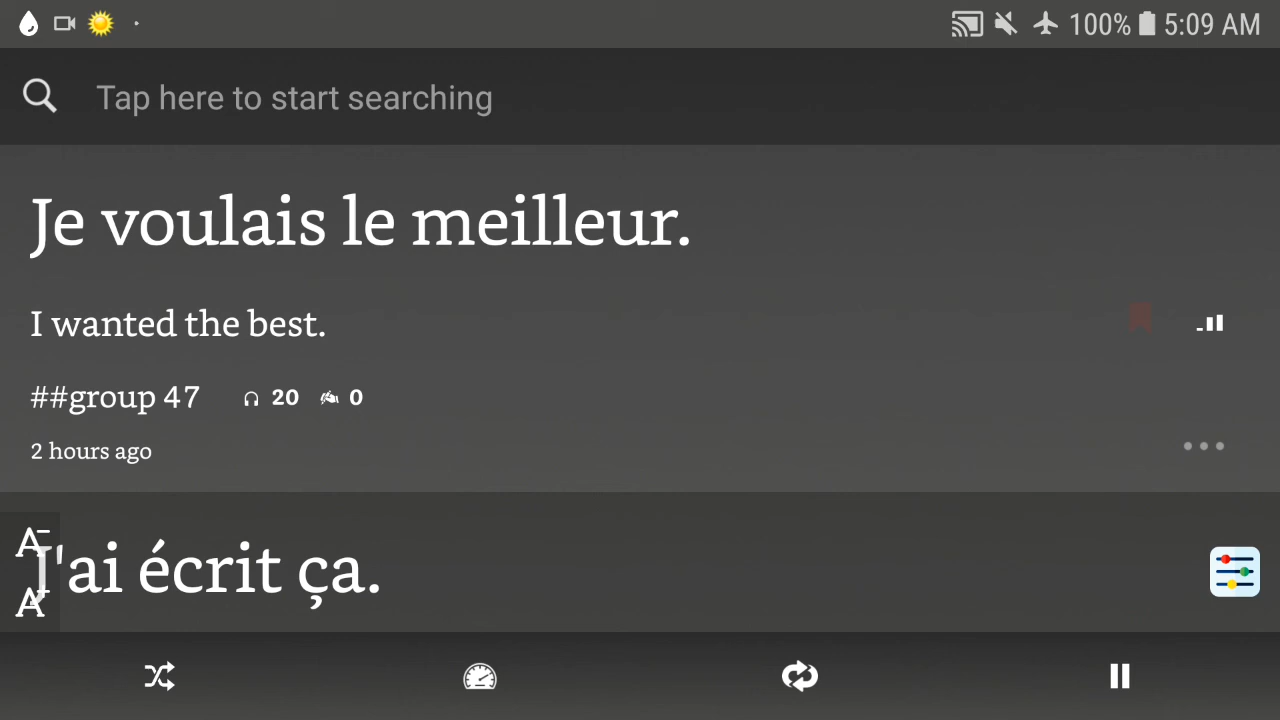 100% 5:09 AM
Tap here to start searching
Je voulais le meilleur.
I wanted the best.
##group 47 20 0
2 hours ago
J'ai écrit ça.
A-
A+